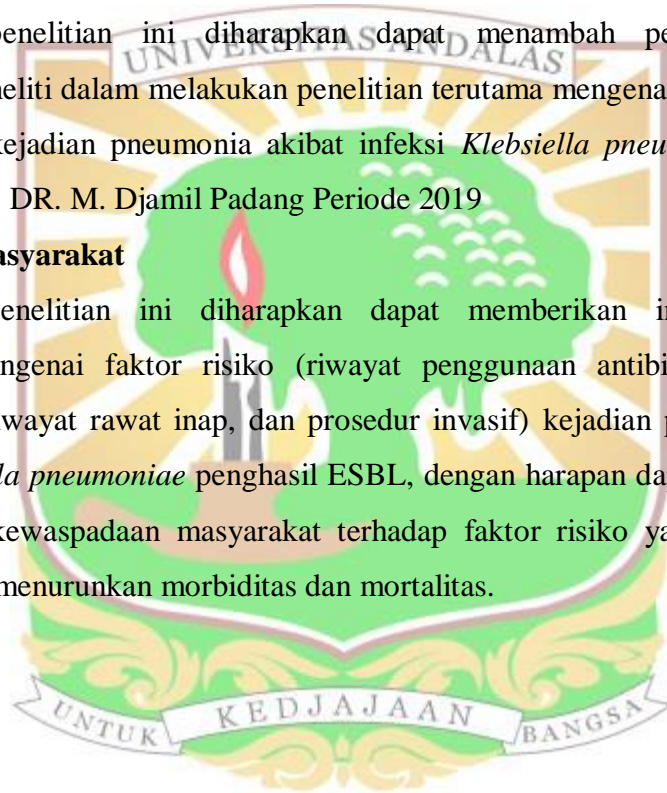 enelitian ini diharapkan dapat menambah pe
UNIVERSITAS ANDALAS
neliti dalam melakukan penelitian terutama mengena
kejadian pneumonia akibat infeksi Klebsiella pneu
DR. M. Djamil Padang Periode 2019
asyarakat
enelitian ini diharapkan dapat memberikan in
ngenai faktor risiko (riwayat penggunaan antibi
wayat rawat inap, dan prosedur invasif) kejadian p
la pneumoniae penghasil ESBL, dengan harapan da
kewaspadaan masyarakat terhadap faktor risiko ya
menurunkan morbiditas dan mortalitas.
UNTUK KEDJAJAAN BANGSA